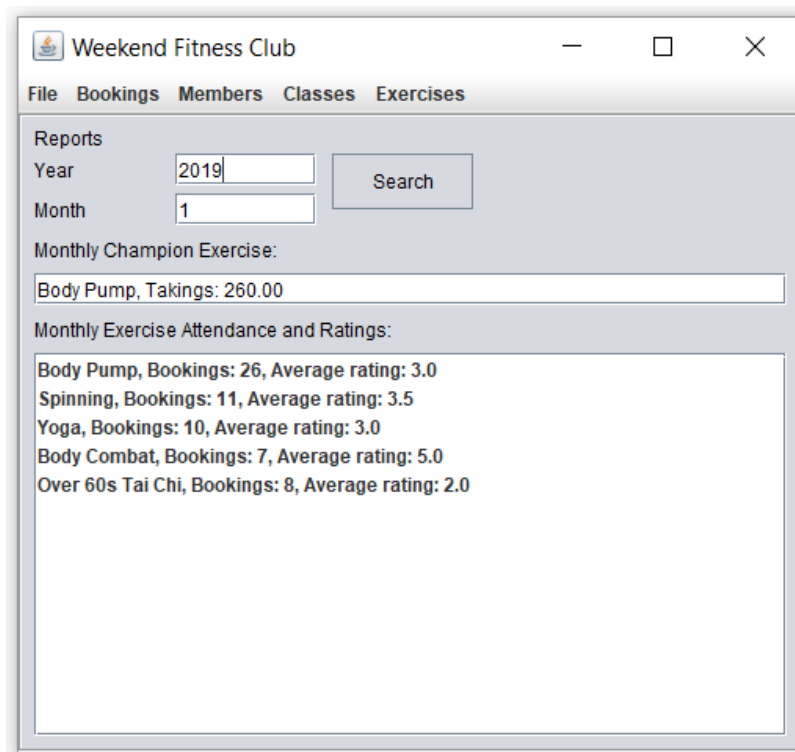 Weekend Fitness Club
File Bookings Members Classes Exercises
Reports
Year 2019 Search
Month 1
Monthly Champion Exercise:
Body Pump, Takings: 260.00
Monthly Exercise Attendance and Ratings:
Body Pump, Bookings: 26, Average rating: 3.0
Spinning, Bookings: 11, Average rating: 3.5
Yoga, Bookings: 10, Average rating: 3.0
Body Combat, Bookings: 7, Average rating: 5.0
Over 60s Tai Chi, Bookings: 8, Average rating: 2.0